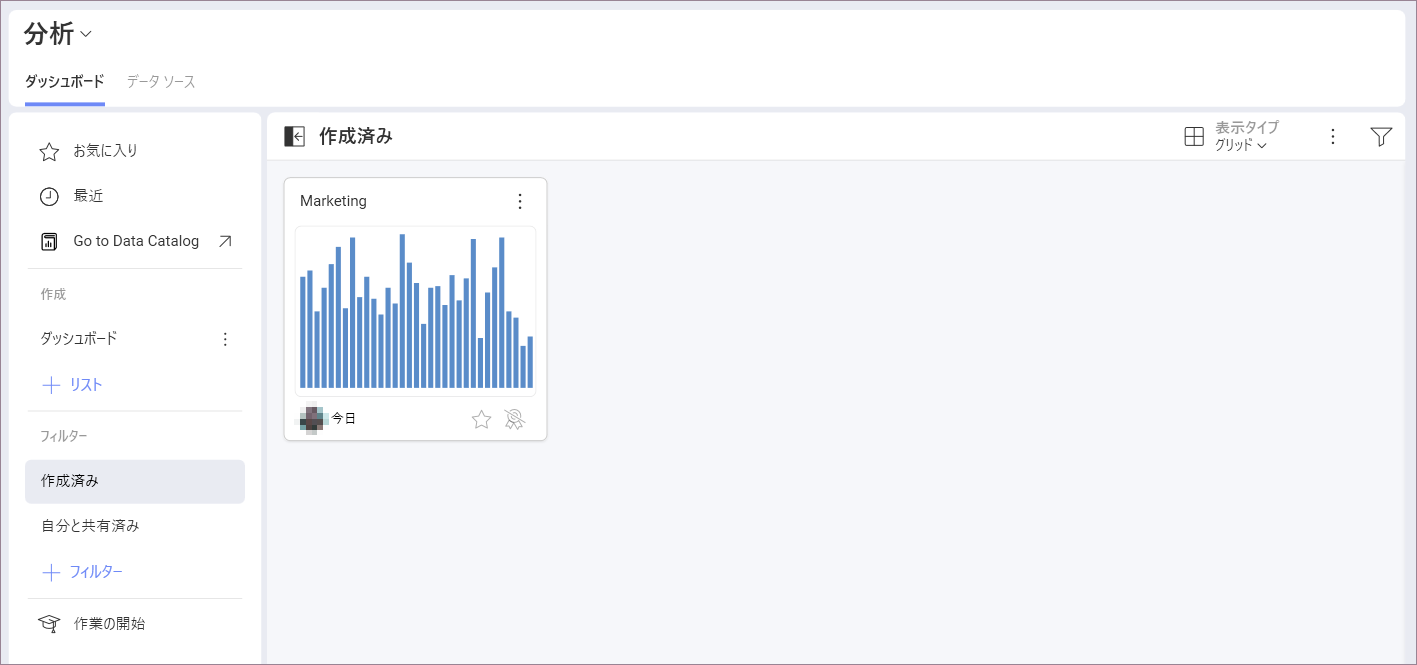 分析
ダッシュボード データ ソース
お気に入り
最近
Go to Data Catalog
作成
ダッシュボード
リスト
フィルター
作成済み
自分と共有済み
フィルター
作業の開始
作成済み
表示タイプ
グリッド
Marketing
今日